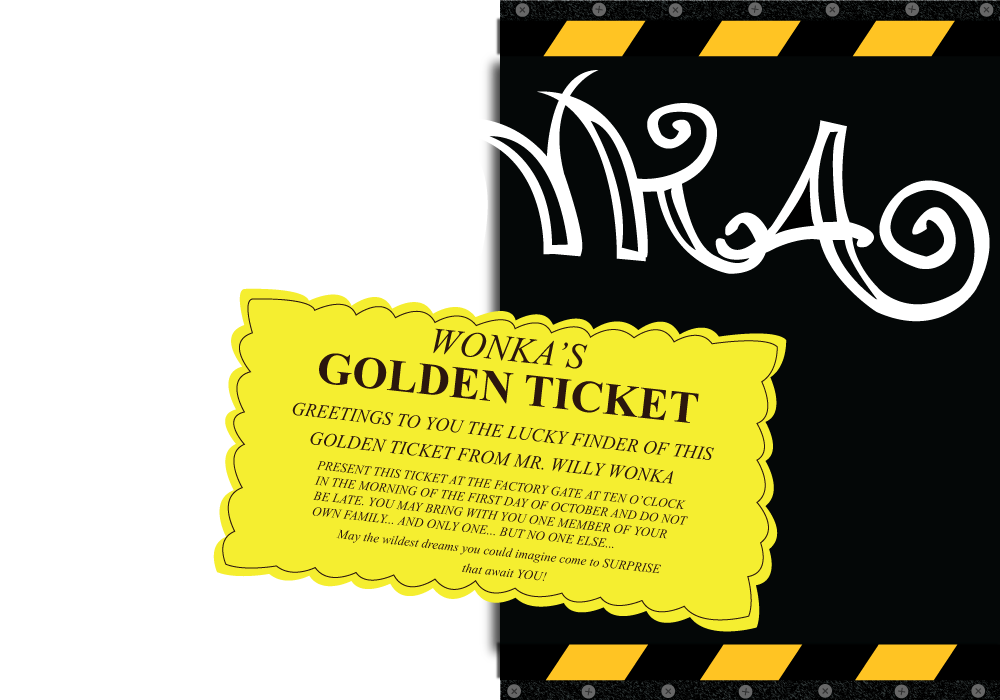 NKA
WONKA'S
GOLDEN TICKET
GREETINGS TO YOU THE LUCKY FINDER OF THIS
GOLDEN TICKET FROM MR. WILLY WONKA
PRESENT THIS TICKET AT THE FACTORY GATE AT TEN O'CLOCK
IN THE MORNING OF THE FIRST DAY OF OCTOBER AND DO NOT
BE LATE. YOU MAY BRING WITH YOU ONE MEMBER OF YOUR
OWN FAMILY... AND ONLY ONE... BUT NO ONE ELSE...
May the wildest dreams you could imagine come to SURPRISE
that await YOU!